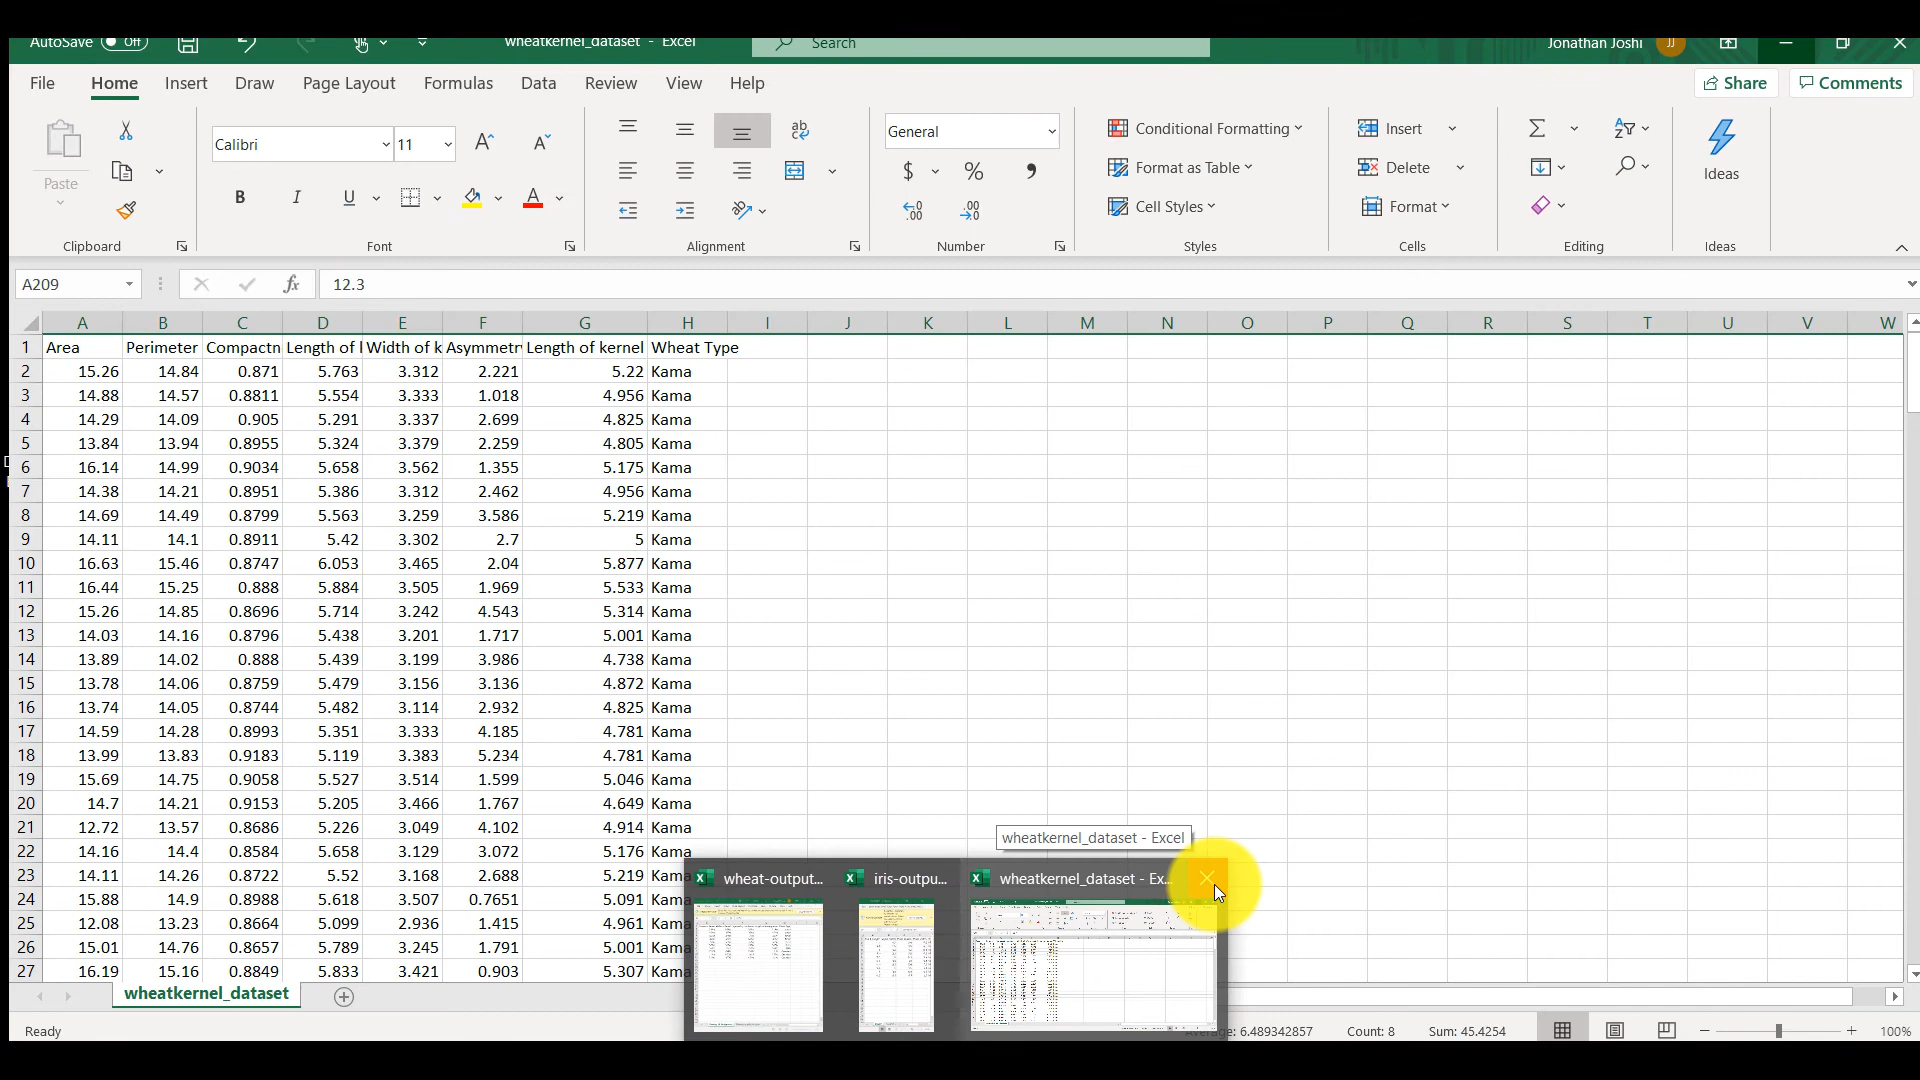 AutoSave Off wheatkernel_dataset - Excel Search Jonathan Joshi JJ
File Home Insert Draw Page Layout Formulas Data Review View Help Share Comments
Paste Calibri 11 ab General Conditional Formatting Insert Σ
B I U A $ % Format as Table Delete Ideas
Cell Styles Format
Clipboard Font Alignment Number Styles Cells Editing Ideas
A209 fx 12.3
A B C D E F G H I J K L M N O P Q R S T U V W
1 Area Perimeter Compactn Length of Width of k Asymmetry Length of kernel Wheat Type
2 15.26 14.84 0.871 5.763 3.312 2.221 5.22 Kama
3 14.88 14.57 0.8811 5.554 3.333 1.018 4.956 Kama
4 14.29 14.09 0.905 5.291 3.337 2.699 4.825 Kama
5 13.84 13.94 0.8955 5.324 3.379 2.259 4.805 Kama
6 16.14 14.99 0.9034 5.658 3.562 1.355 5.175 Kama
7 14.38 14.21 0.8951 5.386 3.312 2.462 4.956 Kama
8 14.69 14.49 0.8799 5.563 3.259 3.586 5.219 Kama
9 14.11 14.1 0.8911 5.42 3.302 2.7 5 Kama
10 16.63 15.46 0.8747 6.053 3.465 2.04 5.877 Kama
11 16.44 15.25 0.888 5.884 3.505 1.969 5.533 Kama
12 15.26 14.85 0.8696 5.714 3.242 4.543 5.314 Kama
13 14.03 14.16 0.8796 5.438 3.201 1.717 5.001 Kama
14 13.89 14.02 0.888 5.439 3.199 3.986 4.738 Kama
15 13.78 14.06 0.8759 5.479 3.156 3.136 4.872 Kama
16 13.74 14.05 0.8744 5.482 3.114 2.932 4.825 Kama
17 14.59 14.28 0.8993 5.351 3.333 4.185 4.781 Kama
18 13.99 13.83 0.9183 5.119 3.383 5.234 4.781 Kama
19 15.69 14.75 0.9058 5.527 3.514 1.599 5.046 Kama
20 14.7 14.21 0.9153 5.205 3.466 1.767 4.649 Kama
21 12.72 13.57 0.8686 5.226 3.049 4.102 4.914 Kama
wheatkernel_dataset - Excel
22 14.16 14.4 0.8584 5.658 3.129 3.072 5.176 Kama
23 14.11 14.26 0.8722 5.52 3.168 2.688 5.219 Kama
wheat-output... iris-outpu... wheatkernel_dataset - Ex...
24 15.88 14.9 0.8988 5.618 3.507 0.7651 5.091 Kama
25 12.08 13.23 0.8664 5.099 2.936 1.415 4.961 Kama
26 15.01 14.76 0.8657 5.789 3.245 1.791 5.001 Kama
27 16.19 15.16 0.8849 5.833 3.421 0.903 5.307 Kama
wheatkernel_dataset
Ready Average: 6.489342857 Count: 8 Sum: 45.4254 100%